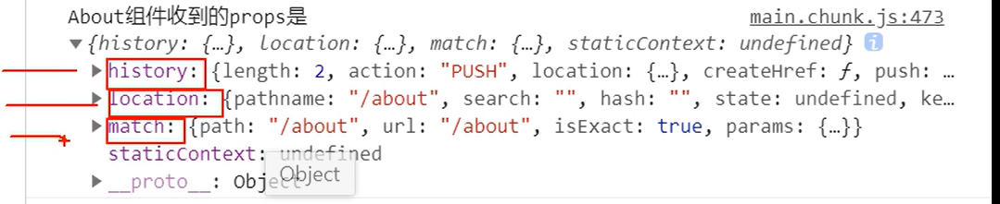 About组件收到的props是 main.chunk.js:473
▼{history: {…}, location: {…}, match: {…}, staticContext: undefined} i
▶history: {length: 2, action: "PUSH", location: {…}, createHref: ƒ, push: …
▶location: {pathname: "/about", search: "", hash: "", state: undefined, ke…
▶match: {path: "/about", url: "/about", isExact: true, params: {…}}
staticContext: undefined
▶__proto__: Object
Object